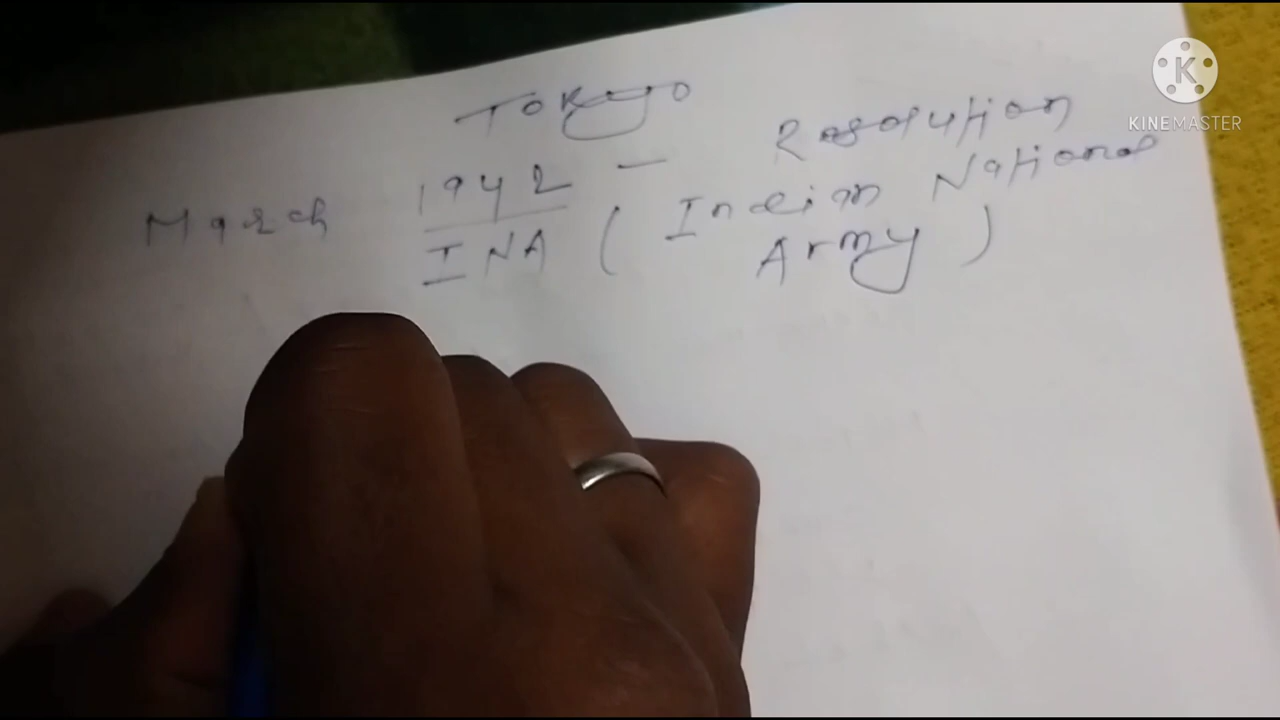 Tokyo
March 1942 - Resolution
INA ( Indian National
Army )
K
KINEMASTER